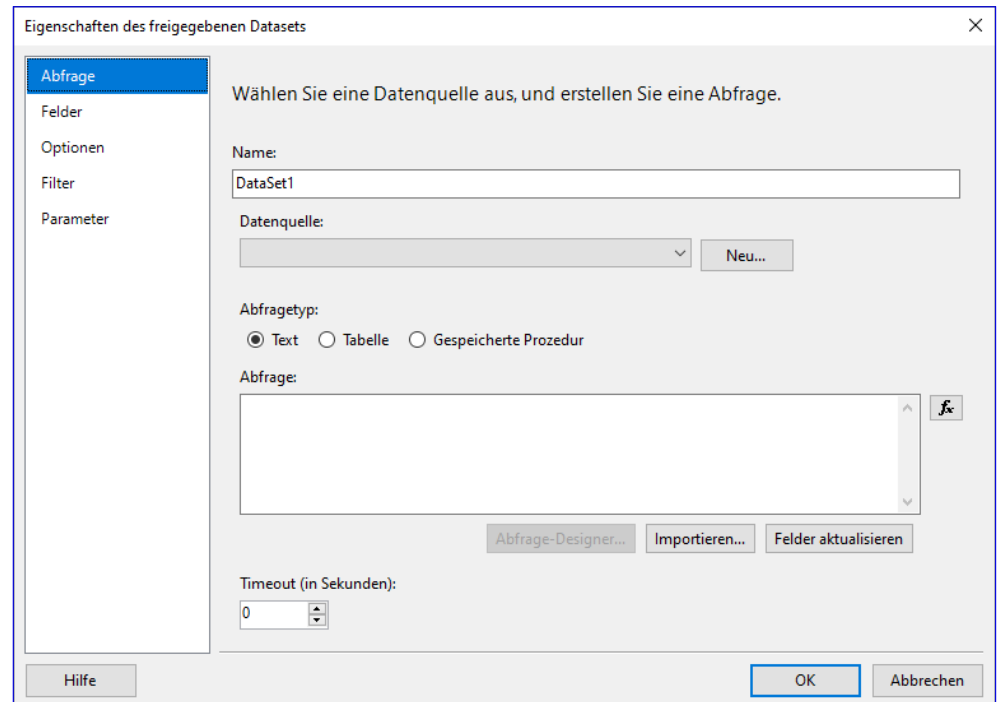 Eigenschaften des freigegebenen Datasets
Abfrage
Felder
Optionen
Filter
Parameter
Wählen Sie eine Datenquelle aus, und erstellen Sie eine Abfrage.
Name:
DataSet1
Datenquelle:
Neu...
Abfragetyp:
Text Tabelle Gespeicherte Prozedur
Abfrage:
fx
Abfrage-Designer... Importieren... Felder aktualisieren
Timeout (in Sekunden):
0
Hilfe OK Abbrechen